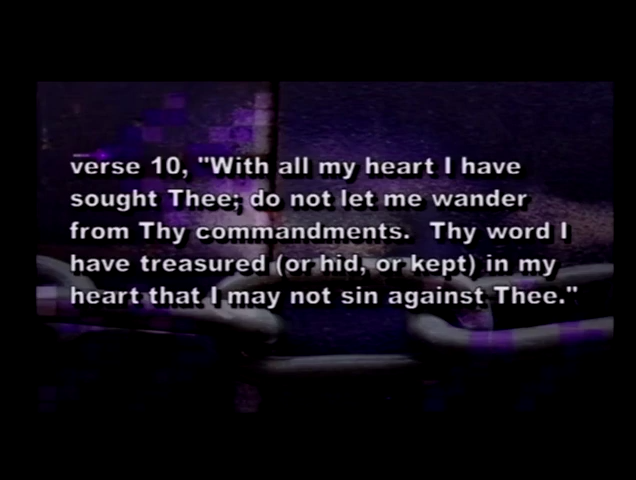 verse 10, "With all my heart I have
sought Thee; do not let me wander
from Thy commandments.  Thy word I
have treasured (or hid, or kept) in my
heart that I may not sin against Thee."